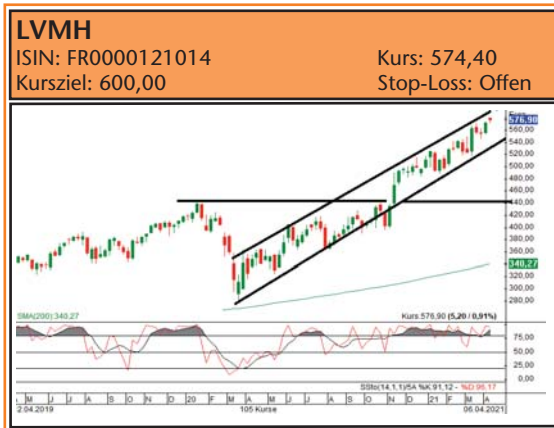 LVMH
ISIN: FR0000121014 Kurs: 574,40
Kursziel: 600,00 Stop-Loss: Offen
576,90
560,00
540,00
520,00
500,00
480,00
460,00
440,00
420,00
400,00
380,00
360,00
340,27
320,00
300,00
280,00
SMA(200):340,27 Kurs:576,90 (5,20 / 0,91%)
75,00
50,00
25,00
0,00
SSto(14,1,1)/5A %K:91,12 - %D:95,17
M J J A S O N D 20 F M A M J J A S O N D 21 F M A
2.04.2019 105 Kurse 06.04.2021